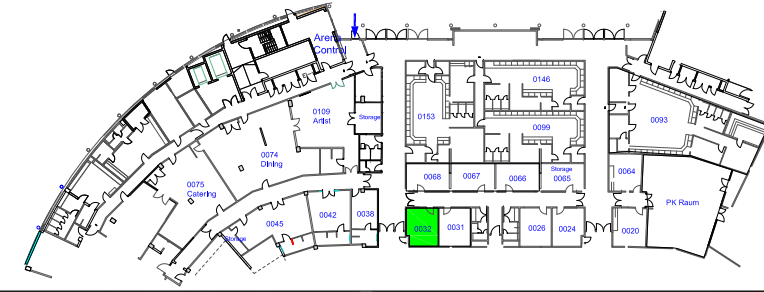 Arena
Control
0146
0109
Artist
Storage
0153
0099
0093
0074
Dining
0075
Catering
0068
0067
0066
Storage
0065
0064
PK Raum
0045
0042
0038
Storage
0032
0031
0026
0024
0020